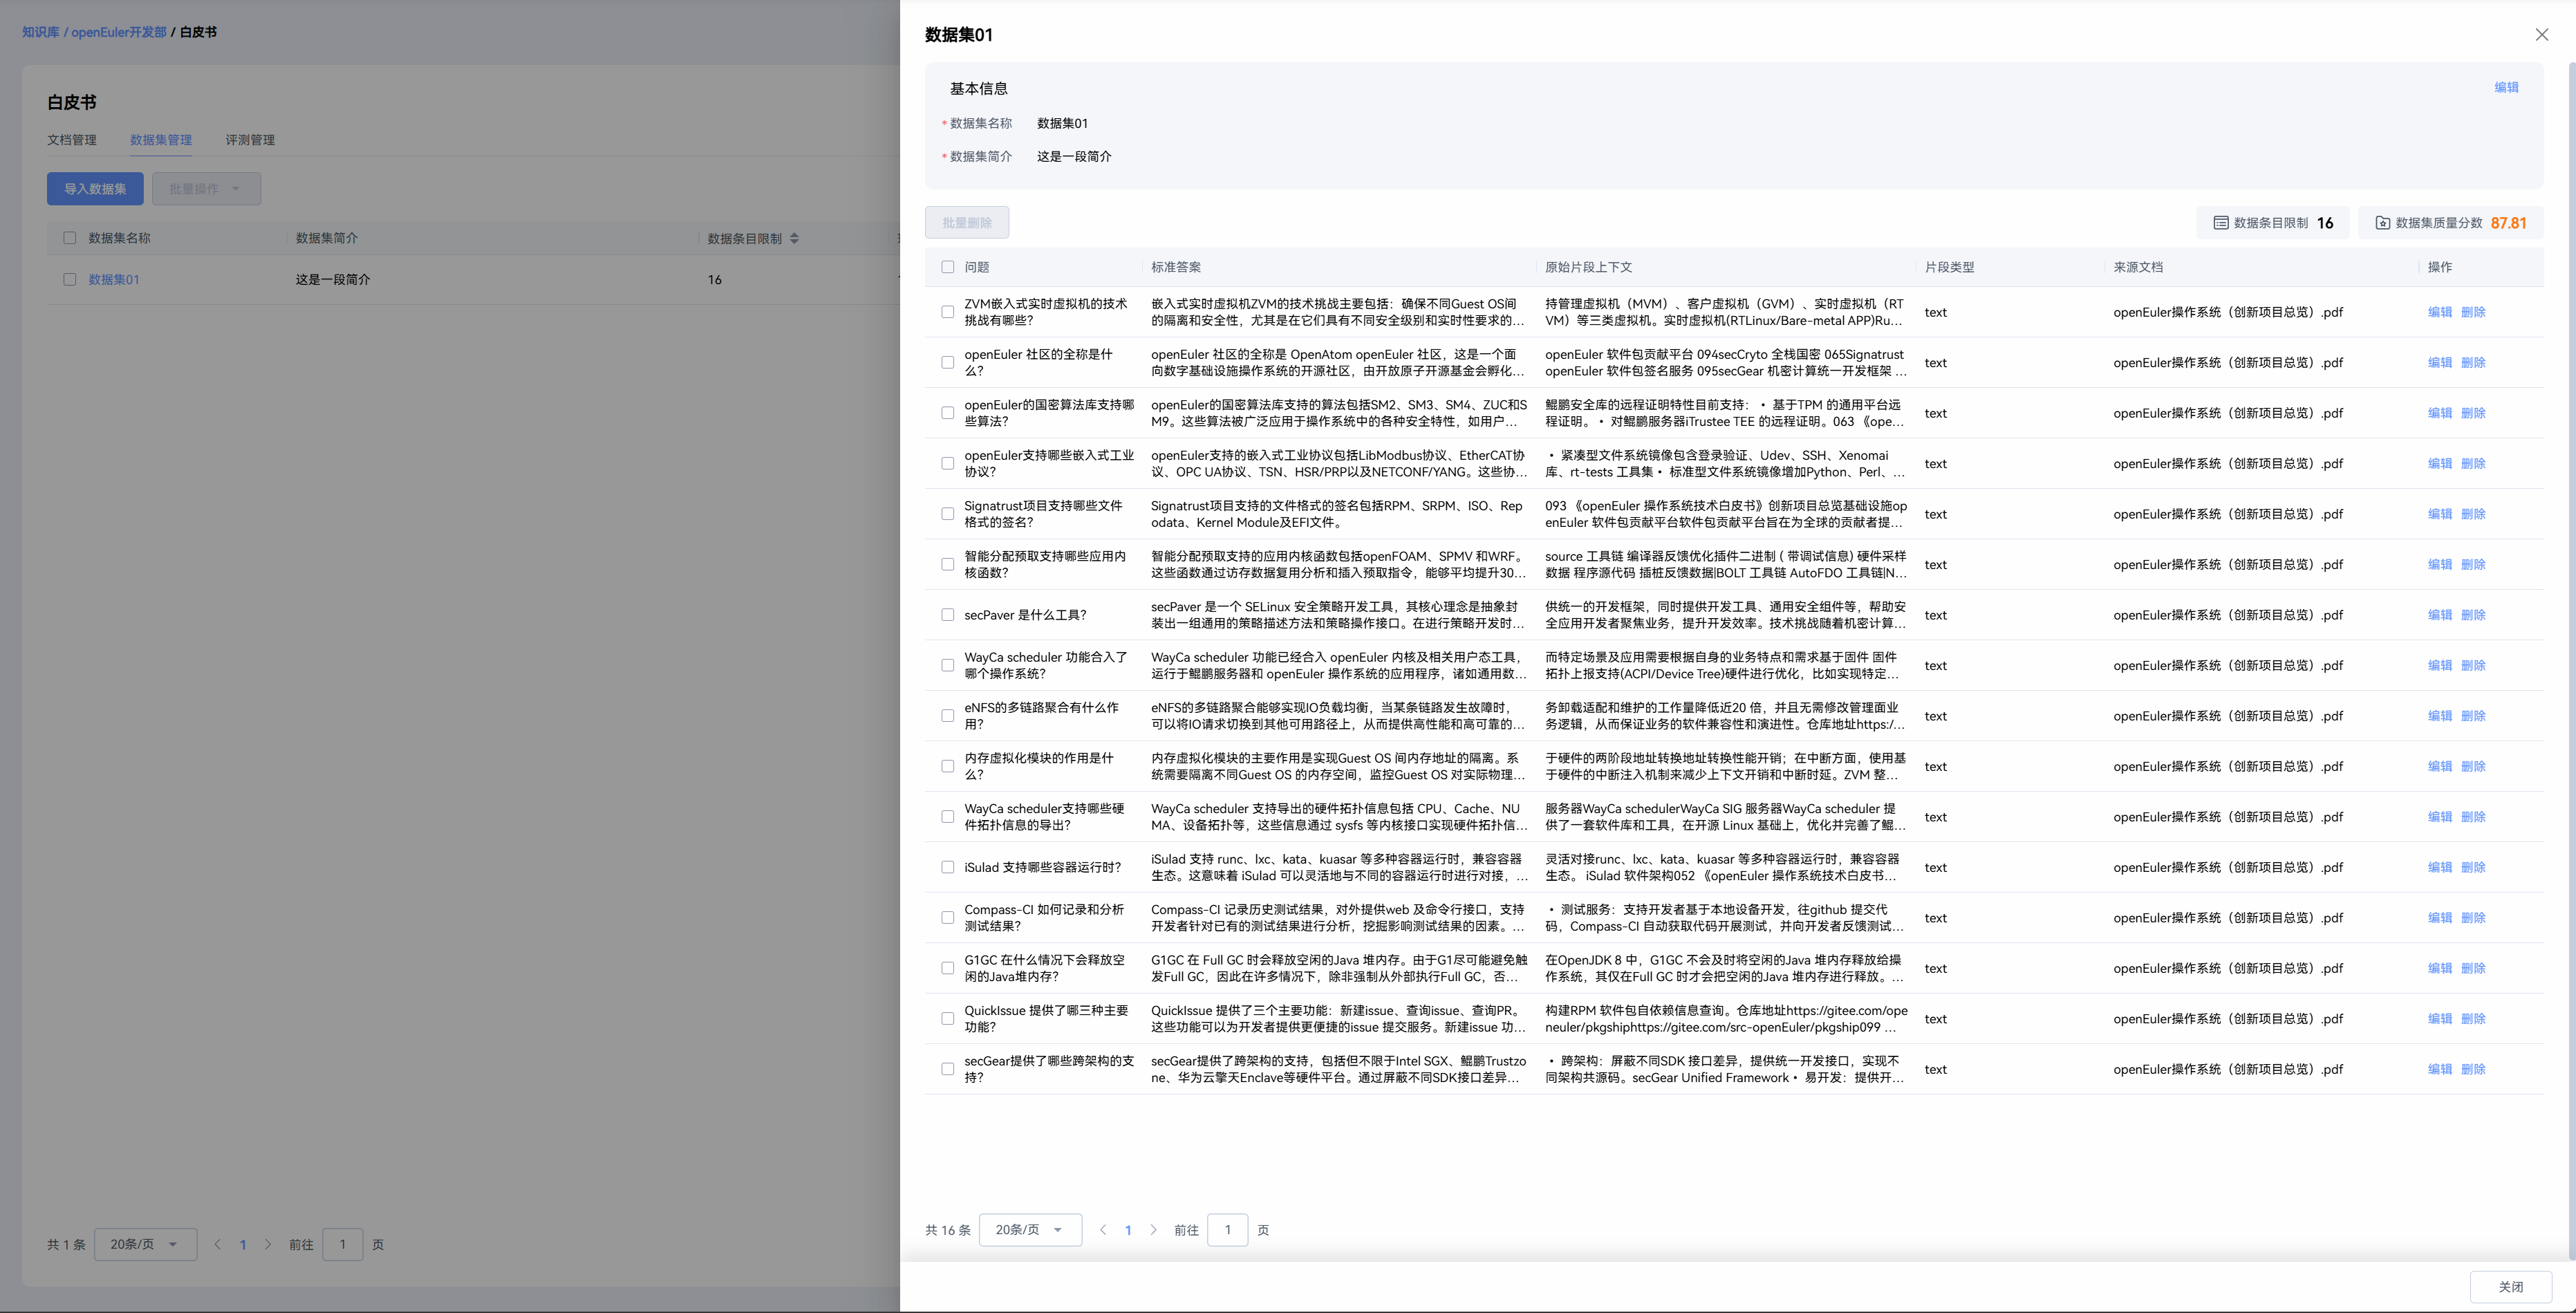 知识库 / openEuler开发部 / 白皮书
白皮书
文档管理 数据集管理 评测管理
导入数据集 批量操作
数据集名称 数据集简介 数据条目限制
数据集01 这是一段简介 16
共 1 条 20条/页 1 前往 1 页
数据集01
基本信息 编辑
*数据集名称 数据集01
*数据集简介 这是一段简介
批量删除 数据条目限制 16 数据集质量分数 87.81
问题 标准答案 原始片段上下文 片段类型 来源文档 操作
ZVM嵌入式实时虚拟机的技术 嵌入式实时虚拟机ZVM的技术挑战主要包括：确保不同Guest OS间 持管理虚拟机（MVM）、客户虚拟机（GVM）、实时虚拟机（RT
挑战有哪些？ 的隔离和安全性，尤其是在它们具有不同安全级别和实时性要求的... VM）等三类虚拟机。实时虚拟机(RTLinux/Bare-metal APP)Ru... text openEuler操作系统（创新项目总览）.pdf 编辑 删除
openEuler 社区的全称是什 openEuler 社区的全称是 OpenAtom openEuler 社区，这是一个面 openEuler 软件包贡献平台 094secCryto 全栈国密 065Signatrust
么？ 向数字基础设施操作系统的开源社区，由开放原子开源基金会孵化... openEuler 软件包签名服务 095secGear 机密计算统一开发框架 ... text openEuler操作系统（创新项目总览）.pdf 编辑 删除
openEuler的国密算法库支持哪 openEuler的国密算法库支持的算法包括SM2、SM3、SM4、ZUC和S 鲲鹏安全库的远程证明特性目前支持： • 基于TPM 的通用平台远
些算法？ M9。这些算法被广泛应用于操作系统中的各种安全特性，如用户... 程证明。• 对鲲鹏服务器iTrustee TEE 的远程证明。063 《ope... text openEuler操作系统（创新项目总览）.pdf 编辑 删除
openEuler支持哪些嵌入式工业 openEuler支持的嵌入式工业协议包括LibModbus协议、EtherCAT协 • 紧凑型文件系统镜像包含登录验证、Udev、SSH、Xenomai
协议？ 议、OPC UA协议、TSN、HSR/PRP以及NETCONF/YANG。这些协... 库、rt-tests 工具集• 标准型文件系统镜像增加Python、Perl、... text openEuler操作系统（创新项目总览）.pdf 编辑 删除
Signatrust项目支持哪些文件 Signatrust项目支持的文件格式的签名包括RPM、SRPM、ISO、Rep 093 《openEuler 操作系统技术白皮书》创新项目总览基础设施op
格式的签名？ odata、Kernel Module及EFI文件。 enEuler 软件包贡献平台软件包贡献平台旨在为全球的贡献者提... text openEuler操作系统（创新项目总览）.pdf 编辑 删除
智能分配预取支持哪些应用内 智能分配预取支持的应用内核函数包括openFOAM、SPMV 和WRF。 source 工具链 编译器反馈优化插件二进制 ( 带调试信息) 硬件采样
核函数？ 这些函数通过访存数据复用分析和插入预取指令，能够平均提升30... 数据 程序源代码 插桩反馈数据|BOLT 工具链 AutoFDO 工具链|N... text openEuler操作系统（创新项目总览）.pdf 编辑 删除
secPaver 是什么工具？ secPaver 是一个 SELinux 安全策略开发工具，其核心理念是抽象封 供统一的开发框架，同时提供开发工具、通用安全组件等，帮助安
装出一组通用的策略描述方法和策略操作接口。在进行策略开发时... 全应用开发者聚焦业务，提升开发效率。技术挑战随着机密计算... text openEuler操作系统（创新项目总览）.pdf 编辑 删除
WayCa scheduler 功能合入了 WayCa scheduler 功能已经合入 openEuler 内核及相关用户态工具， 而特定场景及应用需要根据自身的业务特点和需求基于固件 固件
哪个操作系统？ 运行于鲲鹏服务器和 openEuler 操作系统的应用程序，诸如通用数... 拓扑上报支持(ACPI/Device Tree)硬件进行优化，比如实现特定... text openEuler操作系统（创新项目总览）.pdf 编辑 删除
eNFS的多链路聚合有什么作 eNFS的多链路聚合能够实现IO负载均衡，当某条链路发生故障时， 务卸载适配和维护的工作量降低近20 倍，并且无需修改管理面业
用？ 可以将IO请求切换到其他可用路径上，从而提供高性能和高可靠的... 务逻辑，从而保证业务的软件兼容性和演进性。仓库地址https:/... text openEuler操作系统（创新项目总览）.pdf 编辑 删除
内存虚拟化模块的作用是什 内存虚拟化模块的主要作用是实现Guest OS 间内存地址的隔离。系 于硬件的两阶段地址转换地址转换性能开销；在中断方面，使用基
么？ 统需要隔离不同Guest OS 的内存空间，监控Guest OS 对实际物理... 于硬件的中断注入机制来减少上下文开销和中断时延。ZVM 整... text openEuler操作系统（创新项目总览）.pdf 编辑 删除
WayCa scheduler支持哪些硬 WayCa scheduler 支持导出的硬件拓扑信息包括 CPU、Cache、NU 服务器WayCa schedulerWayCa SIG 服务器WayCa scheduler 提
件拓扑信息的导出？ MA、设备拓扑等，这些信息通过 sysfs 等内核接口实现硬件拓扑信... 供了一套软件库和工具，在开源 Linux 基础上，优化并完善了鲲... text openEuler操作系统（创新项目总览）.pdf 编辑 删除
iSulad 支持哪些容器运行时？ iSulad 支持 runc、lxc、kata、kuasar 等多种容器运行时，兼容容器 灵活对接runc、lxc、kata、kuasar 等多种容器运行时，兼容容器
生态。这意味着 iSulad 可以灵活地与不同的容器运行时进行对接，... 生态。 iSulad 软件架构052 《openEuler 操作系统技术白皮书... text openEuler操作系统（创新项目总览）.pdf 编辑 删除
Compass-CI 如何记录和分析 Compass-CI 记录历史测试结果，对外提供web 及命令行接口，支持 • 测试服务：支持开发者基于本地设备开发，往github 提交代
测试结果？ 开发者针对已有的测试结果进行分析，挖掘影响测试结果的因素。... 码，Compass-CI 自动获取代码开展测试，并向开发者反馈测试... text openEuler操作系统（创新项目总览）.pdf 编辑 删除
G1GC 在什么情况下会释放空 G1GC 在 Full GC 时会释放空闲的Java 堆内存。由于G1尽可能避免触 在OpenJDK 8 中，G1GC 不会及时将空闲的Java 堆内存释放给操
闲的Java堆内存？ 发Full GC，因此在许多情况下，除非强制从外部执行Full GC，否... 作系统，其仅在Full GC 时才会把空闲的Java 堆内存进行释放。... text openEuler操作系统（创新项目总览）.pdf 编辑 删除
QuickIssue 提供了哪三种主要 QuickIssue 提供了三个主要功能：新建issue、查询issue、查询PR。 构建RPM 软件包自依赖信息查询。仓库地址https://gitee.com/ope
功能？ 这些功能可以为开发者提供更便捷的issue 提交服务。新建issue 功... neuler/pkgshiphttps://gitee.com/src-openEuler/pkgship099 ... text openEuler操作系统（创新项目总览）.pdf 编辑 删除
secGear提供了哪些跨架构的支 secGear提供了跨架构的支持，包括但不限于Intel SGX、鲲鹏Trustzo • 跨架构：屏蔽不同SDK 接口差异，提供统一开发接口，实现不
持？ ne、华为云擎天Enclave等硬件平台。通过屏蔽不同SDK接口差异... 同架构共源码。secGear Unified Framework• 易开发：提供开... text openEuler操作系统（创新项目总览）.pdf 编辑 删除
共 16 条 20条/页 1 前往 1 页
关闭